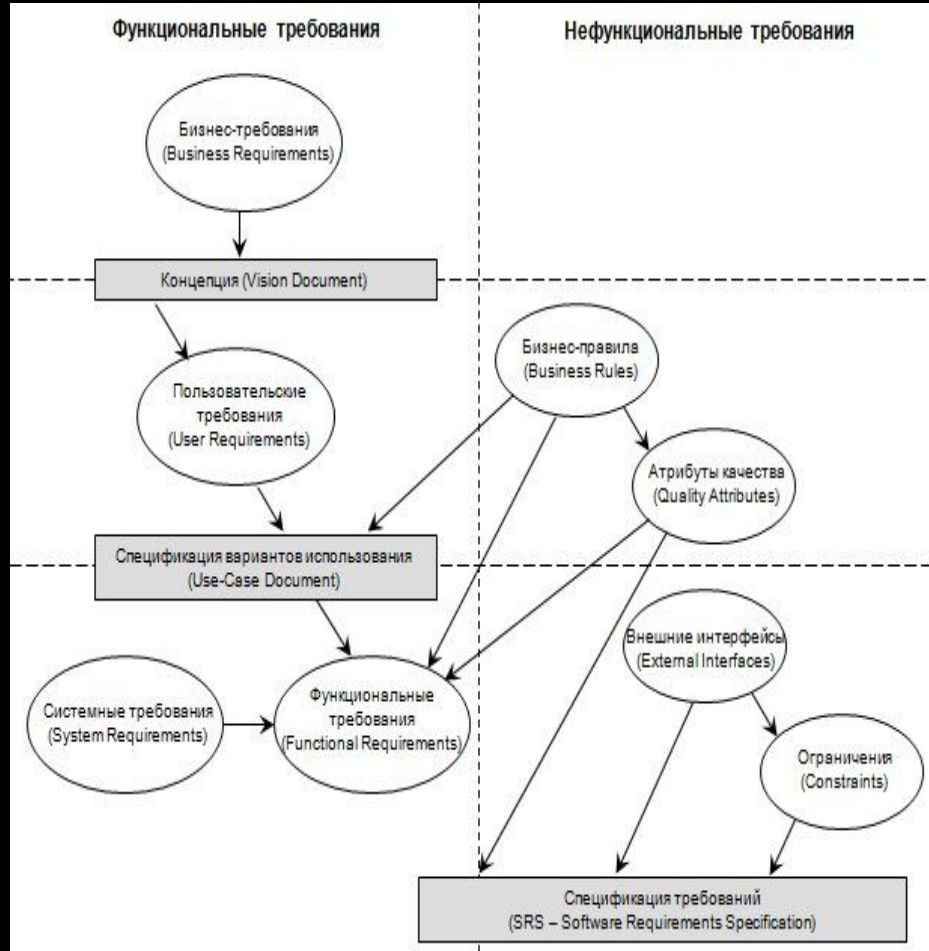 Функциональные требования
Нефункциональные требования
Бизнес-требования
(Business Requirements)
Концепция (Vision Document)
Бизнес-правила
(Business Rules)
Пользовательские
требования
(User Requirements)
Атрибуты качества
(Quality Attributes)
Спецификация вариантов использования
(Use-Case Document)
Внешние интерфейсы
(External Interfaces)
Системные требования
(System Requirements)
Функциональные
требования
(Functional Requirements)
Ограничения
(Constraints)
Спецификация требований
(SRS – Software Requirements Specification)